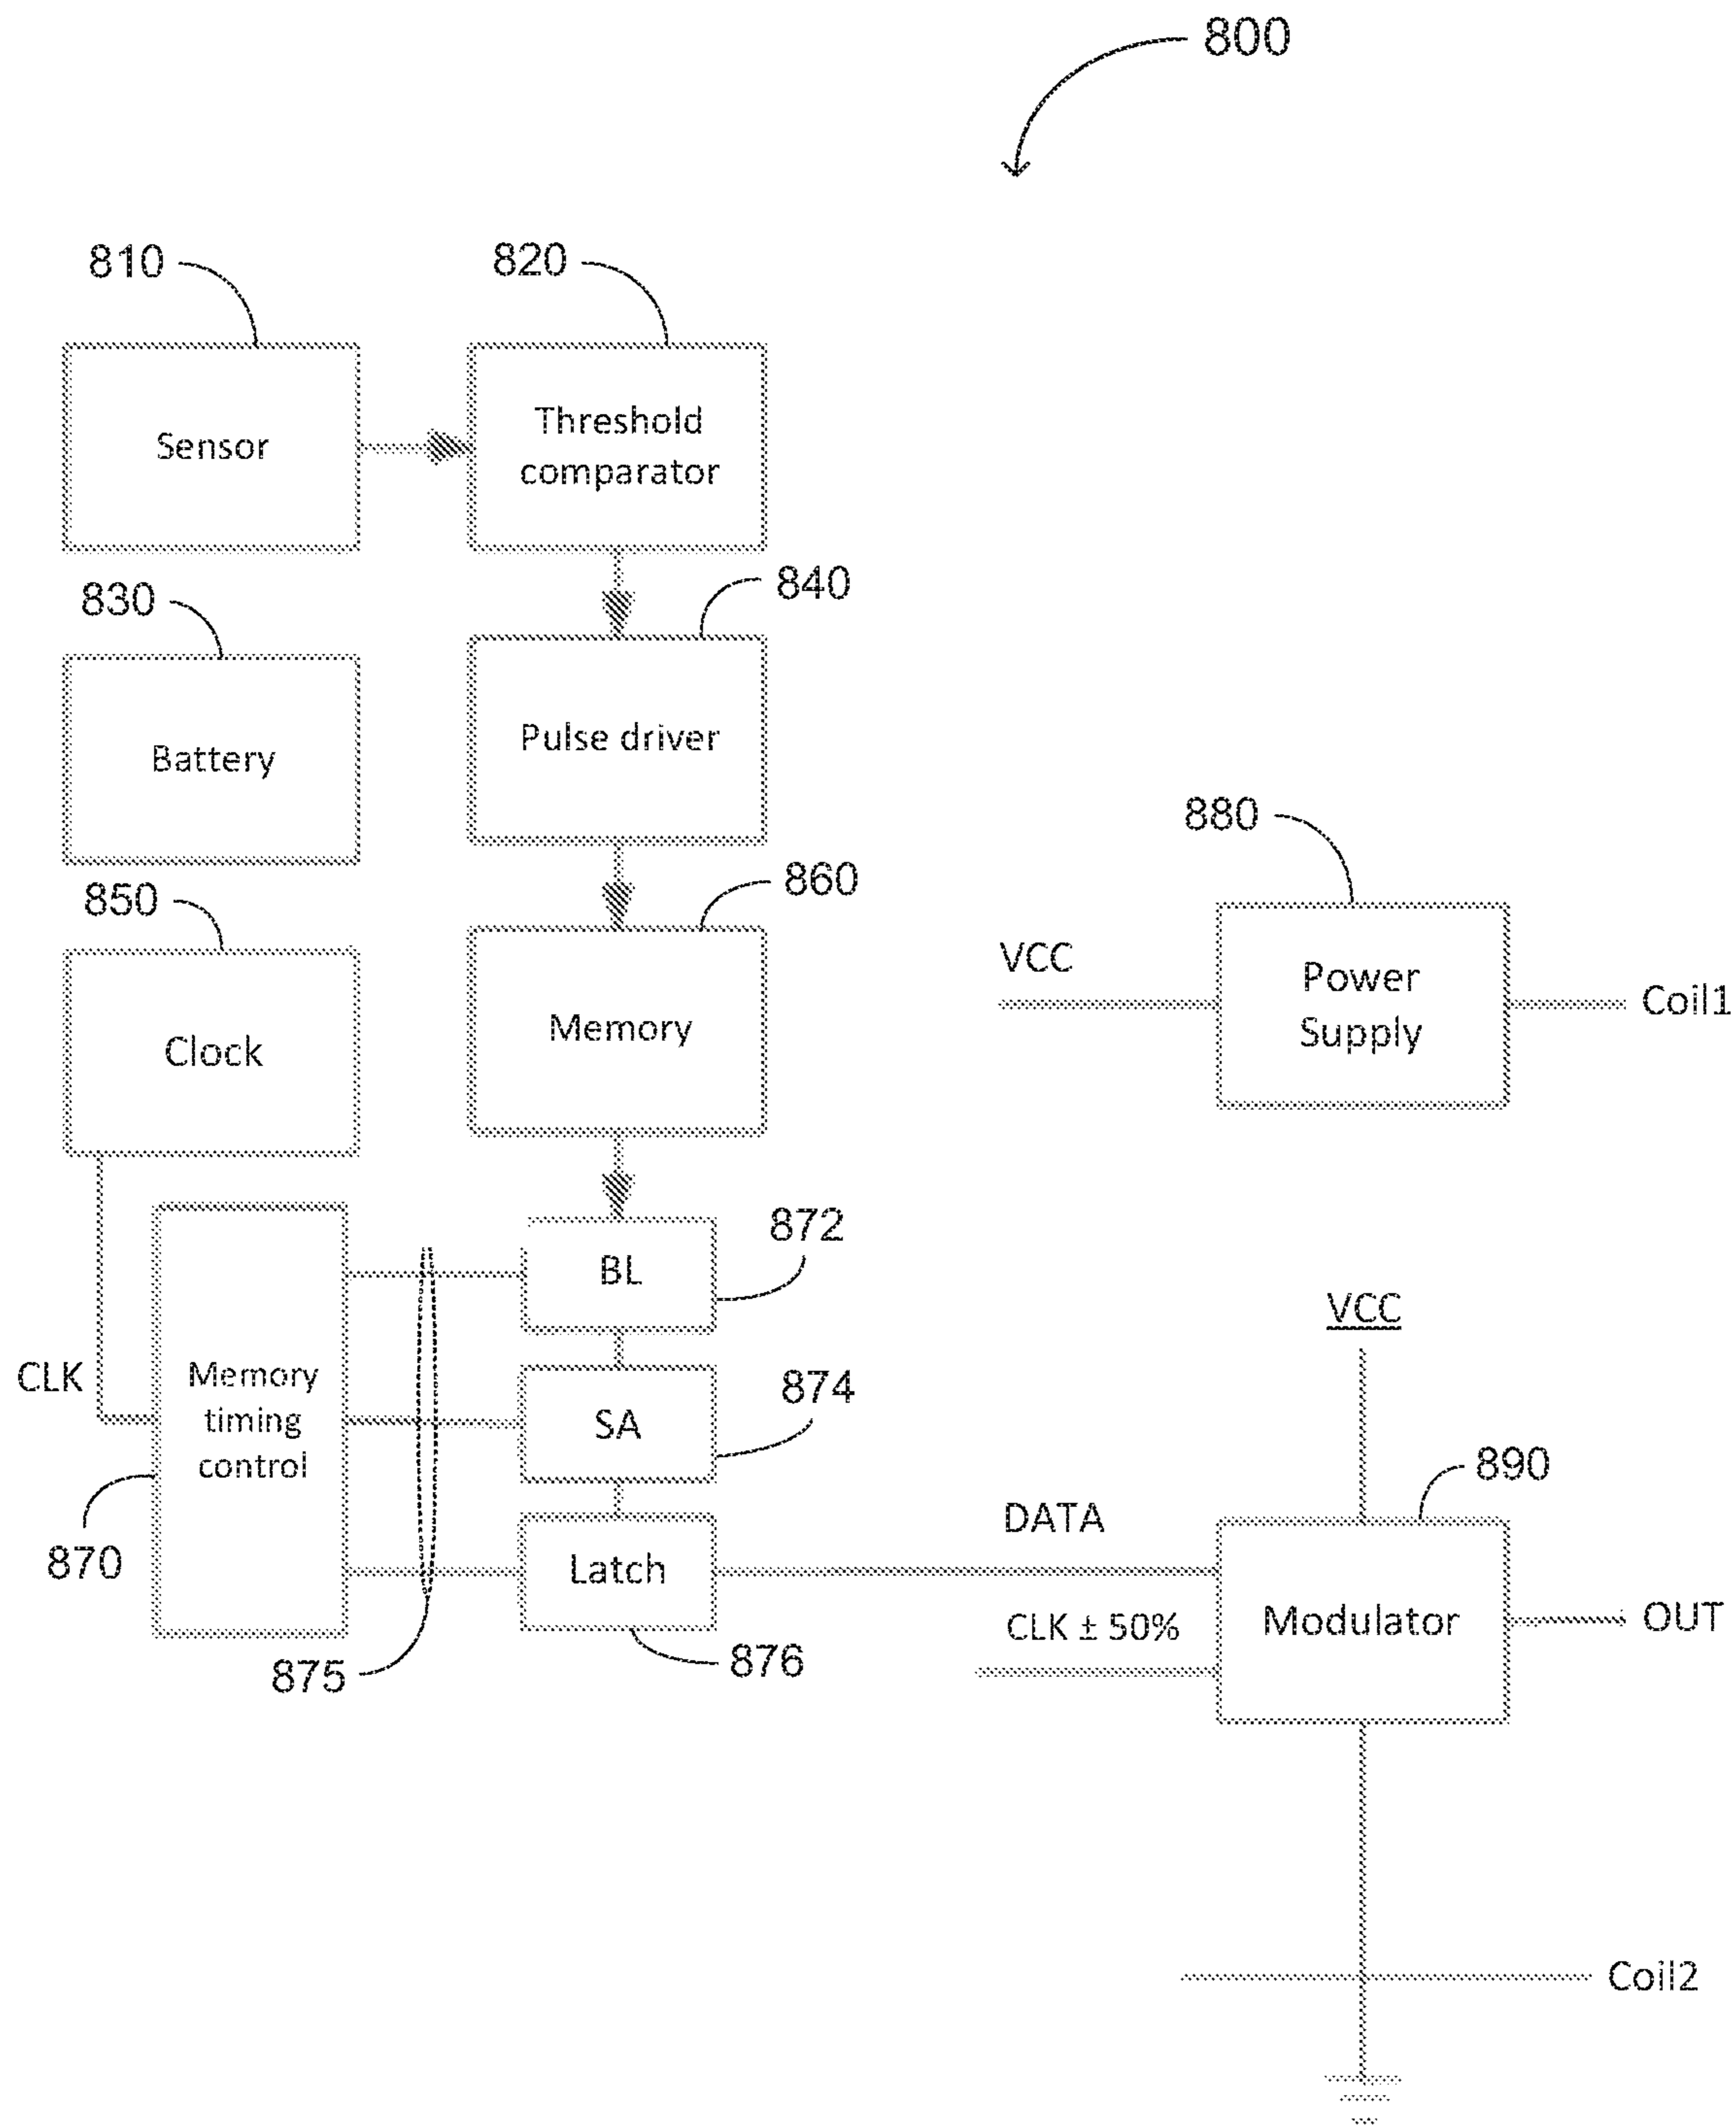 800
810
820
Sensor
Threshold
comparator
830
840
Battery
Pulse driver
880
850
860
VCC
Power
Supply
Coil1
Clock
Memory
872
BL
VCC
CLK
Memory
timing
control
874
SA
890
870
DATA
Latch
CLK ± 50%
Modulator
OUT
875
876
Coil2